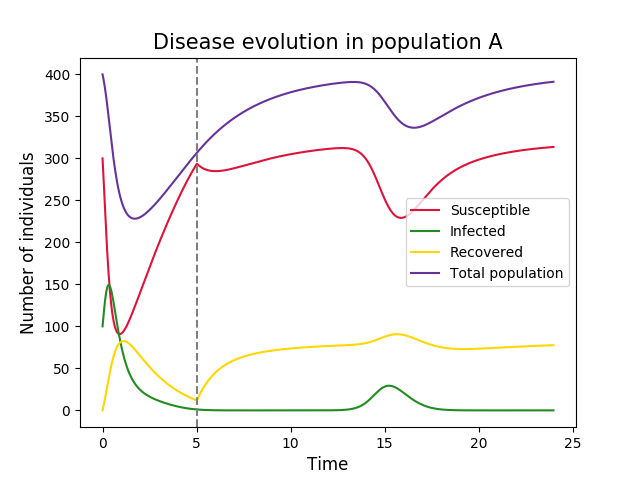 Disease evolution in population A
Number of individuals
400
350
300
250
200
150
100
50
0
Susceptible
Infected
Recovered
Total population
0
5
10
15
20
25
Time